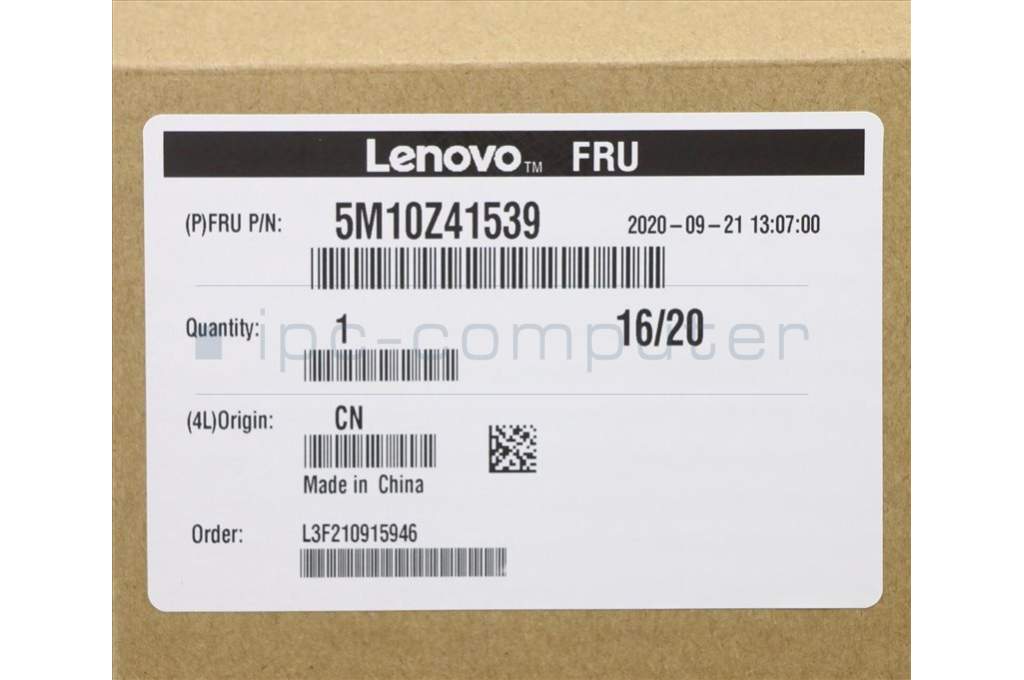 Lenovo™ FRU
(P)FRU P/N: 5M10Z41539 2020-09-21 13:07:00
Quantity: 1 16/20
ipc-computer
(4L)Origin: CN
Made in China
Order: L3F210915946